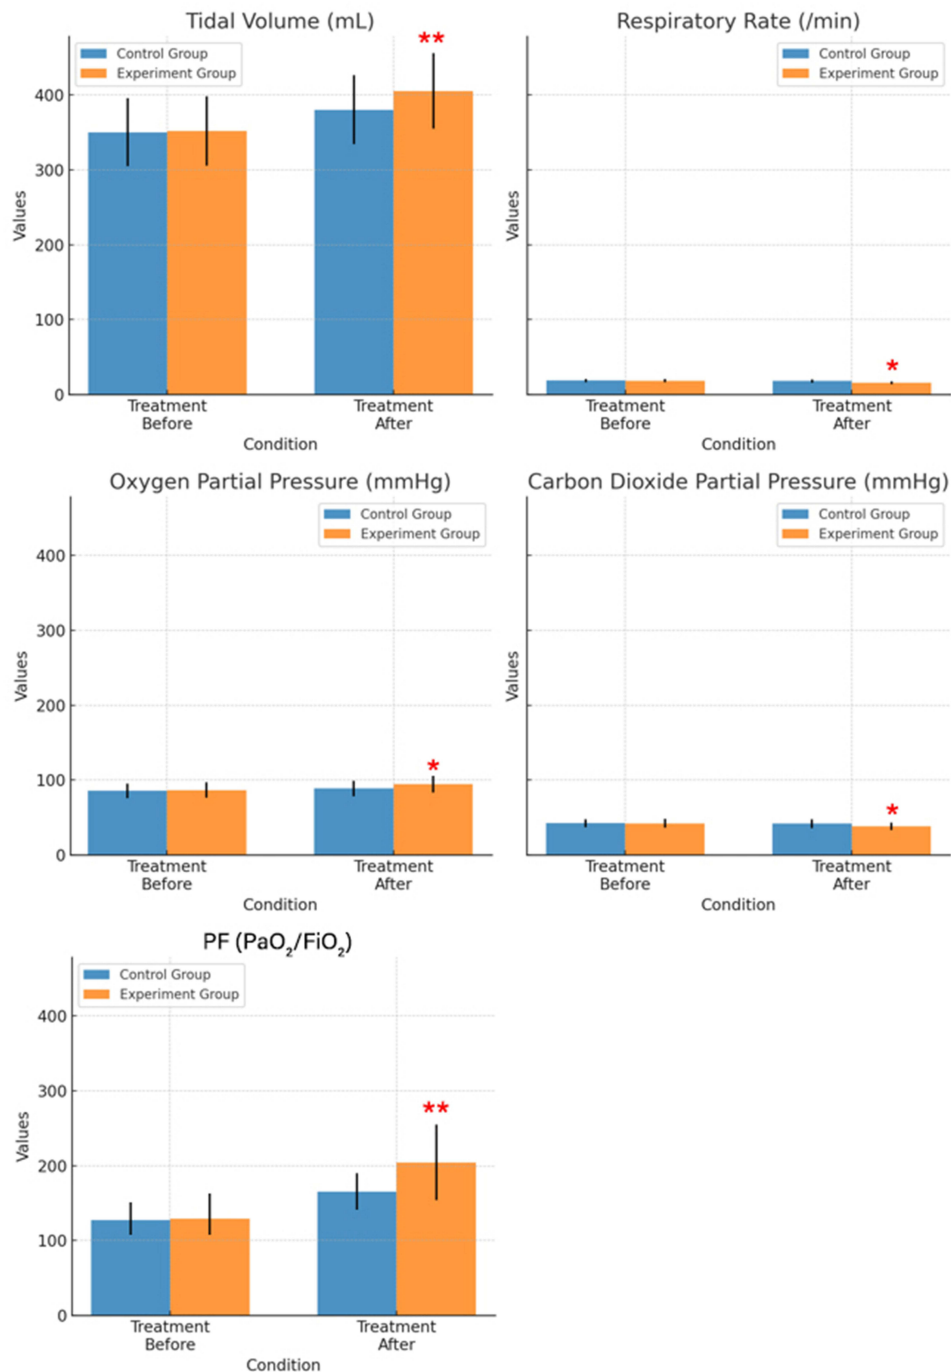 Tidal Volume (mL)
**
Control Group
Experiment Group
400
300
200
100
0
Values
Treatment
Before
Treatment
After
Condition
Respiratory Rate (/min)
Control Group
Experiment Group
*
Values
Treatment
Before
Treatment
After
Condition
Oxygen Partial Pressure (mmHg)
Control Group
Experiment Group
400
300
200
100
0
*
Values
Treatment
Before
Treatment
After
Condition
Carbon Dioxide Partial Pressure (mmHg)
Control Group
Experiment Group
*
Values
Treatment
Before
Treatment
After
Condition
PF (PaO₂/FiO₂)
Control Group
Experiment Group
400
300
200
100
0
**
Values
Treatment
Before
Treatment
After
Condition